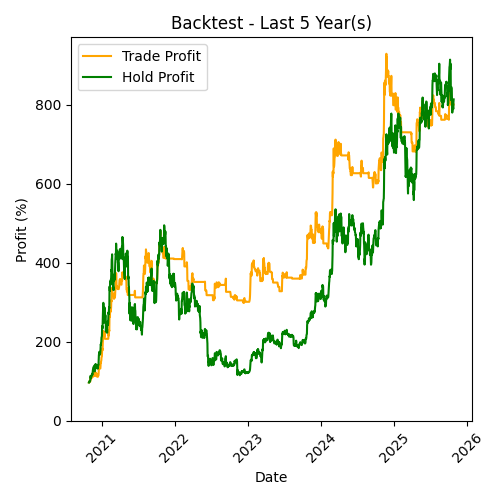 Backtest - Last 5 Year(s)
Trade Profit
Hold Profit
Profit (%)
800
600
400
200
0
2021 2022 2023 2024 2025 2026
Date